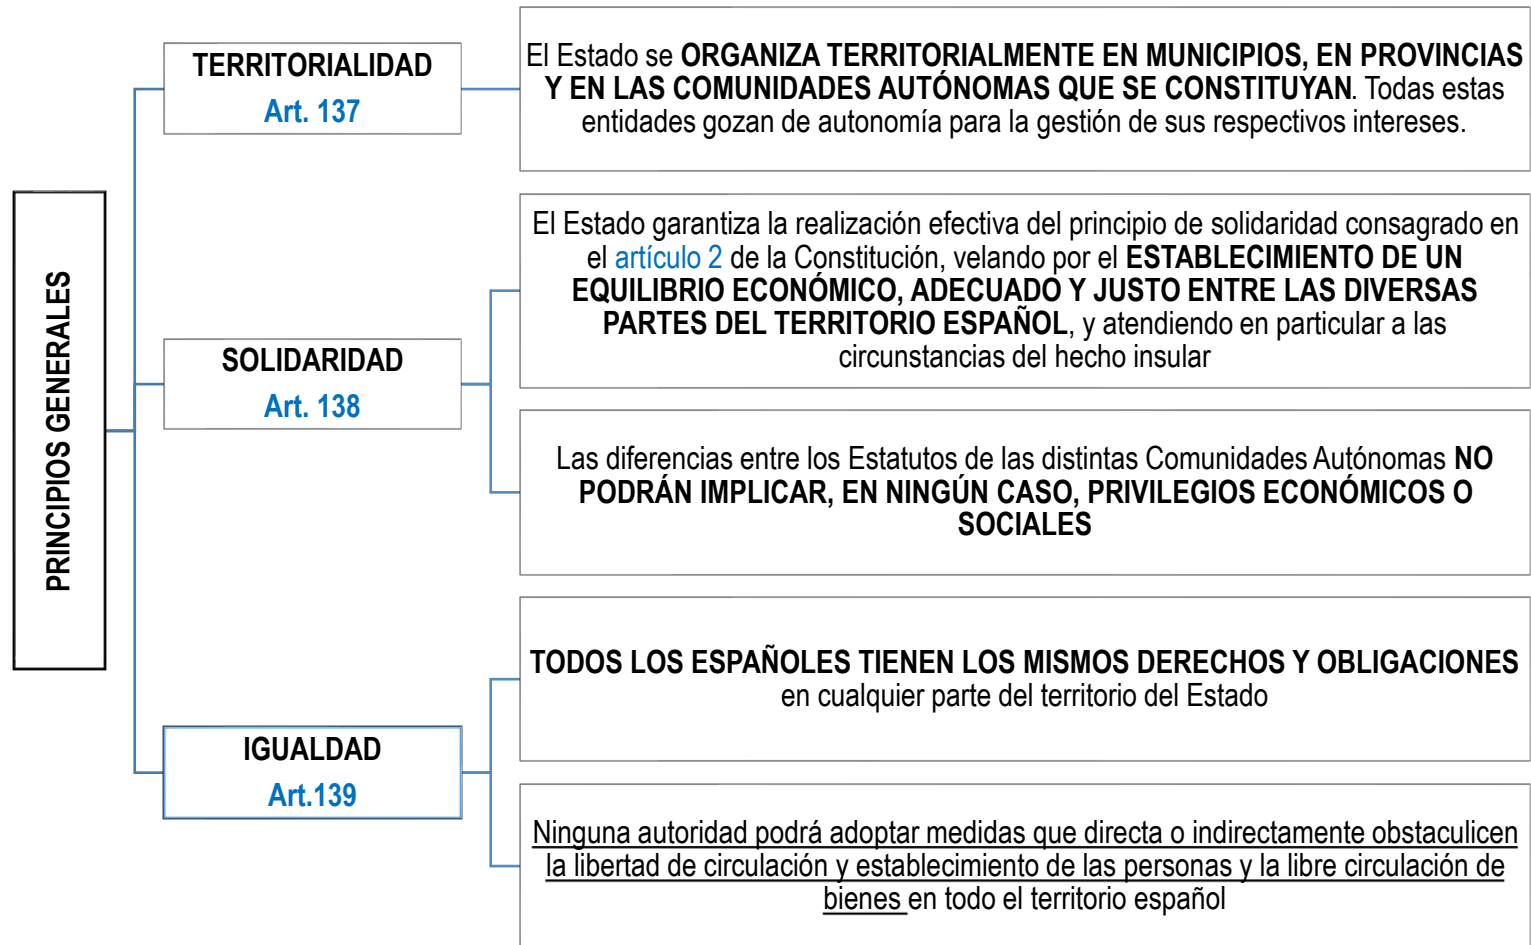 PRINCIPIOS GENERALES
TERRITORIALIDAD
Art. 137
El Estado se ORGANIZA TERRITORIALMENTE EN MUNICIPIOS, EN PROVINCIAS
Y EN LAS COMUNIDADES AUTÓNOMAS QUE SE CONSTITUYAN. Todas estas
entidades gozan de autonomía para la gestión de sus respectivos intereses.
SOLIDARIDAD
Art. 138
El Estado garantiza la realización efectiva del principio de solidaridad consagrado en
el artículo 2 de la Constitución, velando por el ESTABLECIMIENTO DE UN
EQUILIBRIO ECONÓMICO, ADECUADO Y JUSTO ENTRE LAS DIVERSAS
PARTES DEL TERRITORIO ESPAÑOL, y atendiendo en particular a las
circunstancias del hecho insular
Las diferencias entre los Estatutos de las distintas Comunidades Autónomas NO
PODRÁN IMPLICAR, EN NINGÚN CASO, PRIVILEGIOS ECONÓMICOS O
SOCIALES
IGUALDAD
Art.139
TODOS LOS ESPAÑOLES TIENEN LOS MISMOS DERECHOS Y OBLIGACIONES
en cualquier parte del territorio del Estado
Ninguna autoridad podrá adoptar medidas que directa o indirectamente obstaculicen
la libertad de circulación y establecimiento de las personas y la libre circulación de
bienes en todo el territorio español